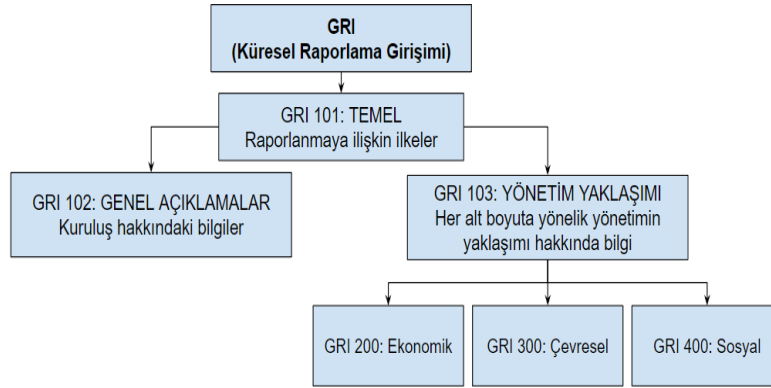 GRI
(Küresel Raporlama Girişimi)
GRI 101: TEMEL
Raporlanmaya ilişkin ilkeler
GRI 102: GENEL AÇIKLAMALAR
Kuruluş hakkındaki bilgiler
GRI 103: YÖNETİM YAKLAŞIMI
Her alt boyuta yönelik yönetimin
yaklaşımı hakkında bilgi
GRI 200: Ekonomik
GRI 300: Çevresel
GRI 400: Sosyal